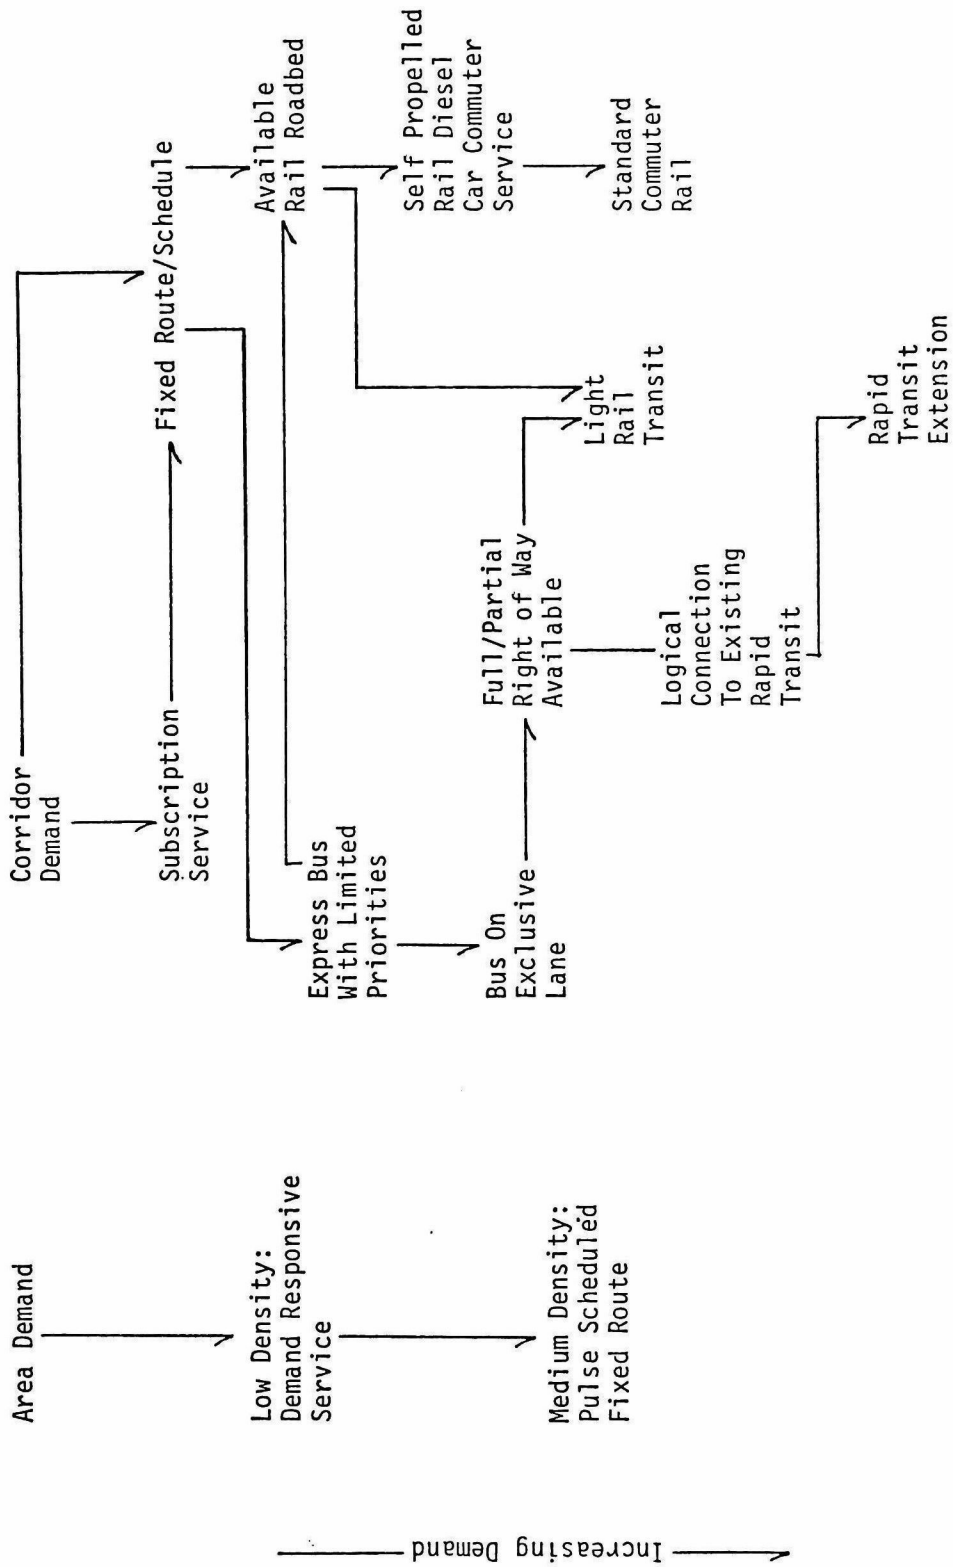 Increasing Demand
Area Demand
Low Density:
Demand Responsive
Service
Medium Density:
Pulse Scheduled
Fixed Route
Corridor
Demand
Subscription
Service
Fixed Route/Schedule
Express Bus
With Limited
Priorities
Available
Rail Roadbed
Bus On
Exclusive
Lane
Full/Partial
Right of Way
Available
Self Propelled
Rail Diesel
Car Commuter
Service
Light
Rail
Transit
Standard
Commuter
Rail
Logical
Connection
To Existing
Rapid
Transit
Rapid
Transit
Extension